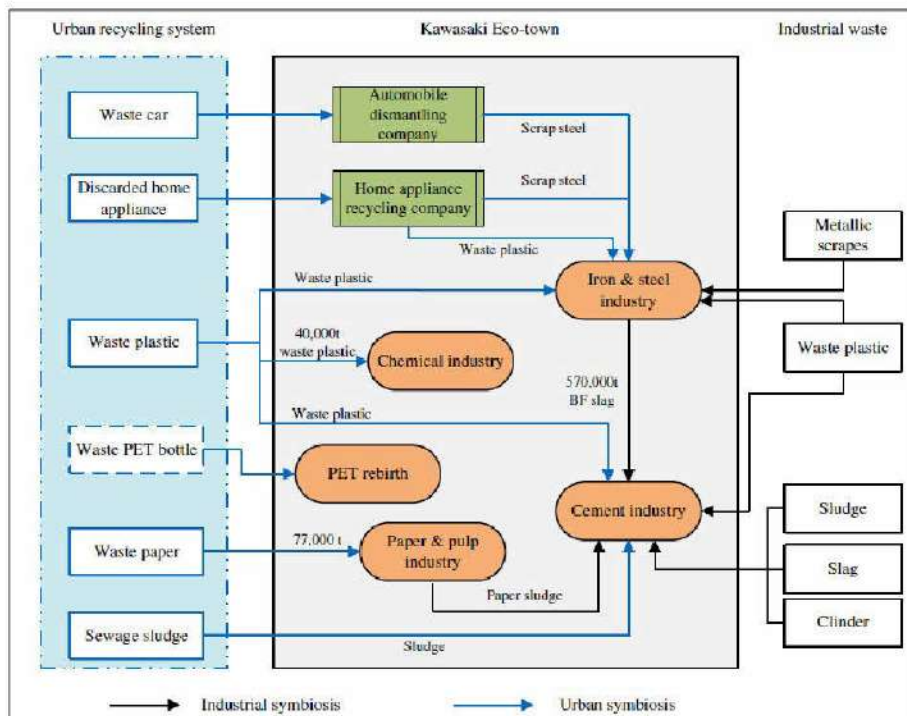 Urban recycling system
Kawasaki Eco-town
Industrial waste
Waste car
Automobile
dismantling
company
Scrap steel
Discarded home
appliance
Home appliance
recycling company
Scrap steel
Waste plastic
Metallic
scrapes
Waste plastic
Iron & steel
industry
Waste plastic
40,000t
waste plastic
Chemical industry
Waste plastic
570,000t
BF slag
Waste plastic
Waste PET bottle
PET rebirth
Cement industry
Sludge
Waste paper
77,000 t
Paper & pulp
industry
Slag
Paper sludge
Clinder
Sewage sludge
Sludge
Industrial symbiosis
Urban symbiosis